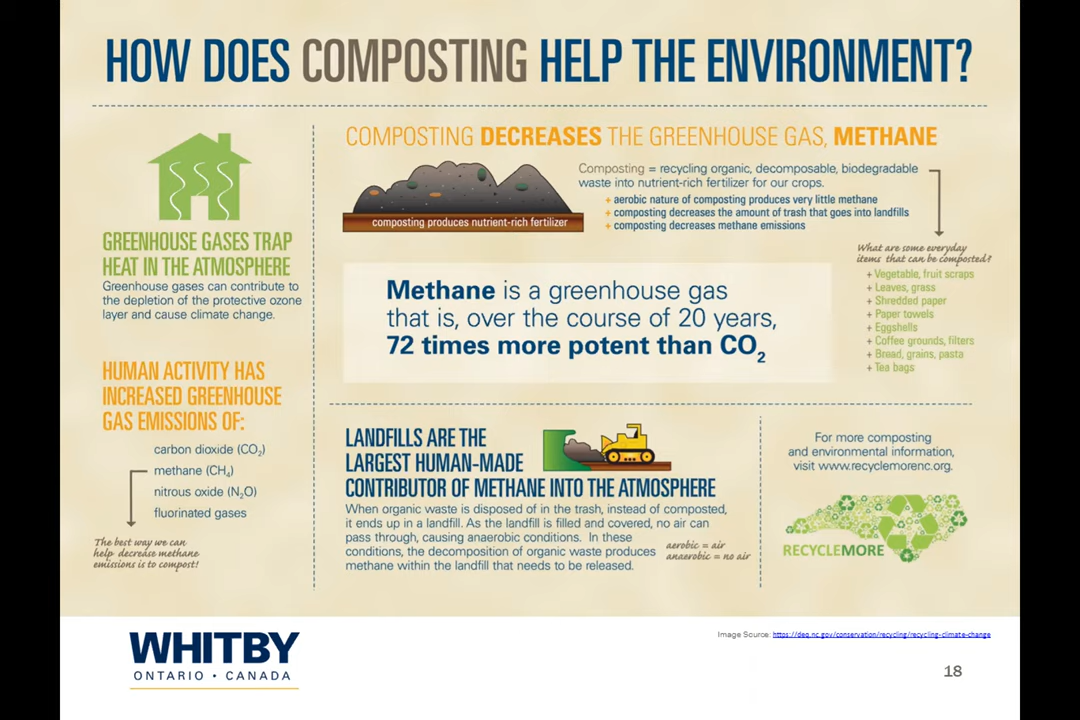 HOW DOES COMPOSTING HELP THE ENVIRONMENT?
GREENHOUSE GASES TRAP
HEAT IN THE ATMOSPHERE
Greenhouse gases can contribute to
the depletion of the protective ozone
layer and cause climate change.
HUMAN ACTIVITY HAS
INCREASED GREENHOUSE
GAS EMISSIONS OF:
carbon dioxide (CO₂)
methane (CH₄)
nitrous oxide (N₂O)
fluorinated gases
The best way we can
help decrease methane
emissions is to compost!
COMPOSTING DECREASES THE GREENHOUSE GAS, METHANE
composting produces nutrient-rich fertilizer
Composting = recycling organic, decomposable, biodegradable
waste into nutrient-rich fertilizer for our crops.
+ aerobic nature of composting produces very little methane
+ composting decreases the amount of trash that goes into landfills
+ composting decreases methane emissions
What are some everyday
items that can be composted?
+ Vegetable, fruit scraps
+ Leaves, grass
+ Shredded paper
+ Paper towels
+ Eggshells
+ Coffee grounds, filters
+ Bread, grains, pasta
+ Tea bags
Methane is a greenhouse gas
that is, over the course of 20 years,
72 times more potent than CO₂
LANDFILLS ARE THE
LARGEST HUMAN-MADE
CONTRIBUTOR OF METHANE INTO THE ATMOSPHERE
When organic waste is disposed of in the trash, instead of composted,
it ends up in a landfill. As the landfill is filled and covered, no air can
pass through, causing anaerobic conditions. In these
conditions, the decomposition of organic waste produces
methane within the landfill that needs to be released.
aerobic = air
anaerobic = no air
For more composting
and environmental information,
visit www.recyclemorenc.org.
RECYCLEMORE
Image Source: https://deq.nc.gov/conservation/recycling/recycling-climate-change
WHITBY
ONTARIO • CANADA
18